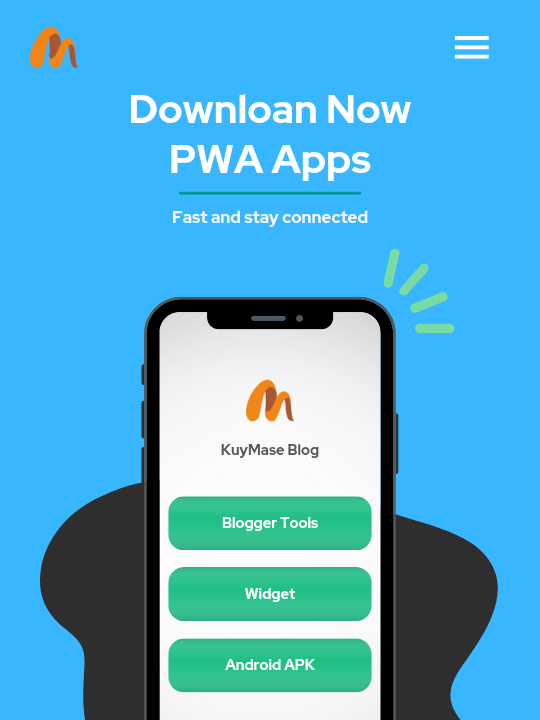 Downloan Now
PWA Apps
Fast and stay connected
KuyMase Blog
Blogger Tools
Widget
Android APK